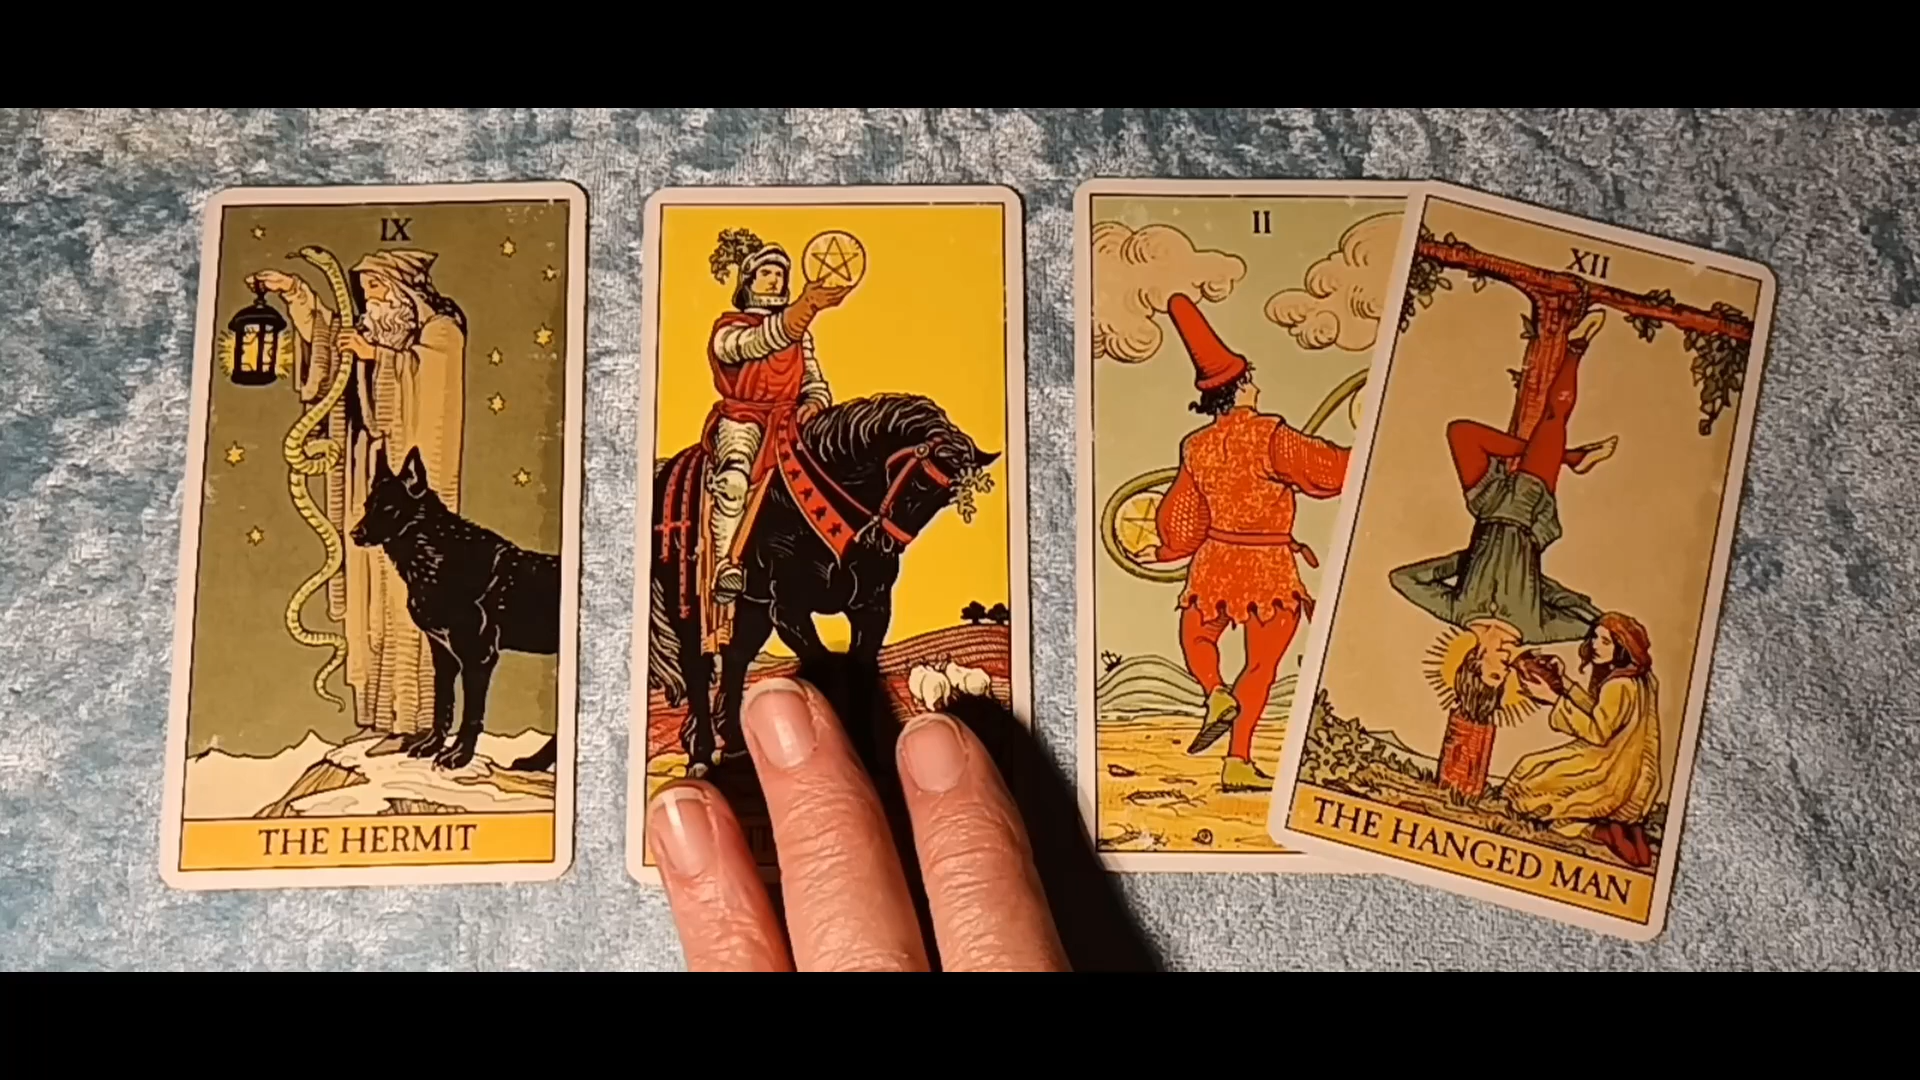 IX
THE HERMIT
II
XII
THE HANGED MAN